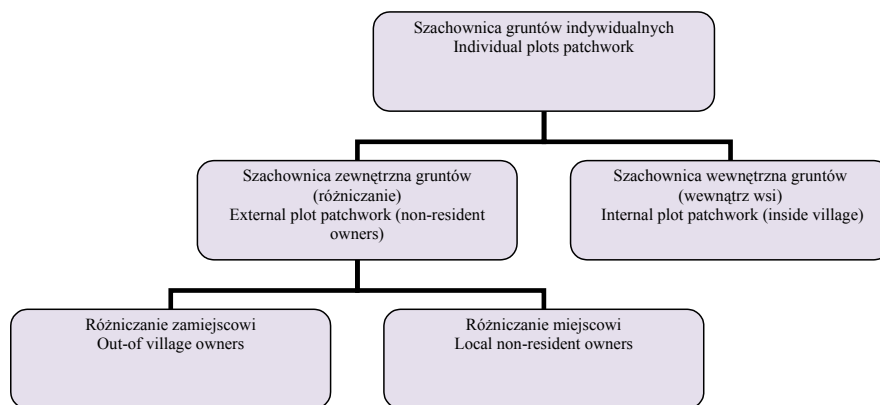 Szachownica gruntów indywidualnych
Individual plots patchwork
Szachownica zewnętrzna gruntów
(różniczanie)
External plot patchwork (non-resident
owners)
Szachownica wewnętrzna gruntów
(wewnątrz wsi)
Internal plot patchwork (inside village)
Różniczanie zamiejscowi
Out-of village owners
Różniczanie miejscowi
Local non-resident owners